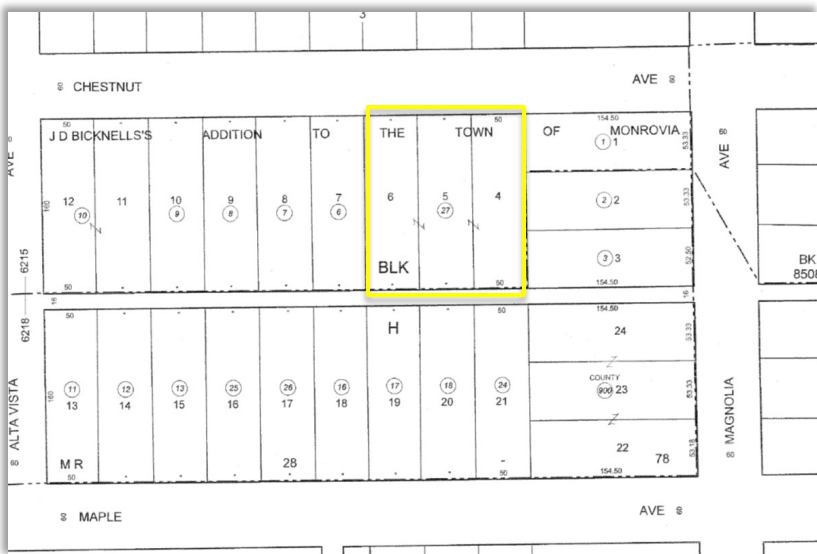 3
60 CHESTNUT AVE 60
50 50 154.50
J D BICKNELLS'S ADDITION TO THE TOWN OF MONROVIA
1 1 53.33
AVE 60
AVE
12 11 10 9 8 7 6 5 4
10 9 8 7 6 27
2 2 53.33
160
3 3 52.50
BLK
BK
8508
6215
50 50 154.50
16 16
6218
50 50
H
24 53.33
COUNTY
11 12 13 25 26 16 17 18 24
900 23 53.33
13 14 15 16 17 18 19 20 21
160
ALTA VISTA
MAGNOLIA
22 53.18
60 M R 28 78 60
50 50 154.50
60 MAPLE AVE 60